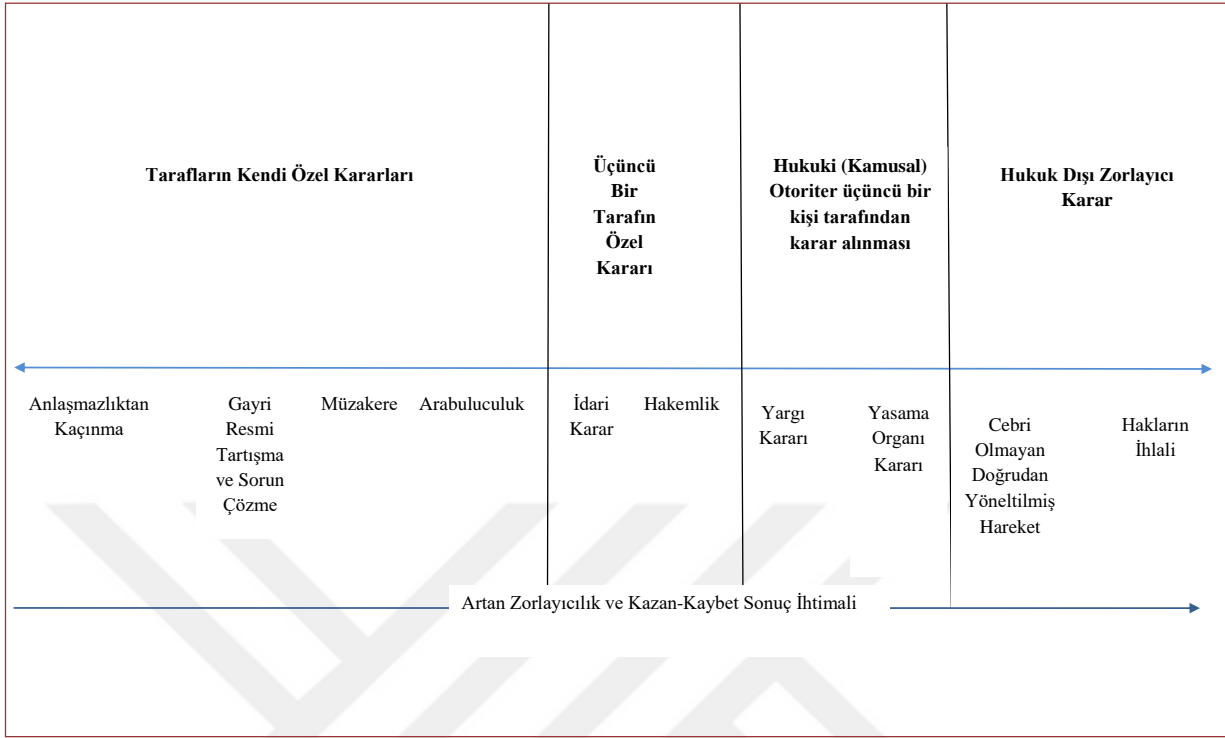 Tarafların Kendi Özel Kararları
Üçüncü
Bir
Tarafın
Özel
Kararı
Hukuki (Kamusal)
Otoriter üçüncü bir
kişi tarafından
karar alınması
Hukuk Dışı Zorlayıcı
Karar
Anlaşmazlıktan
Kaçınma
Gayri
Resmi
Tartışma
ve Sorun
Çözme
Müzakere
Arabuluculuk
İdari
Karar
Hakemlik
Yargı
Kararı
Yasama
Organı
Kararı
Cebri
Olmayan
Doğrudan
Yöneltilmiş
Hareket
Hakların
İhlali
Artan Zorlayıcılık ve Kazan-Kaybet Sonuç İhtimali